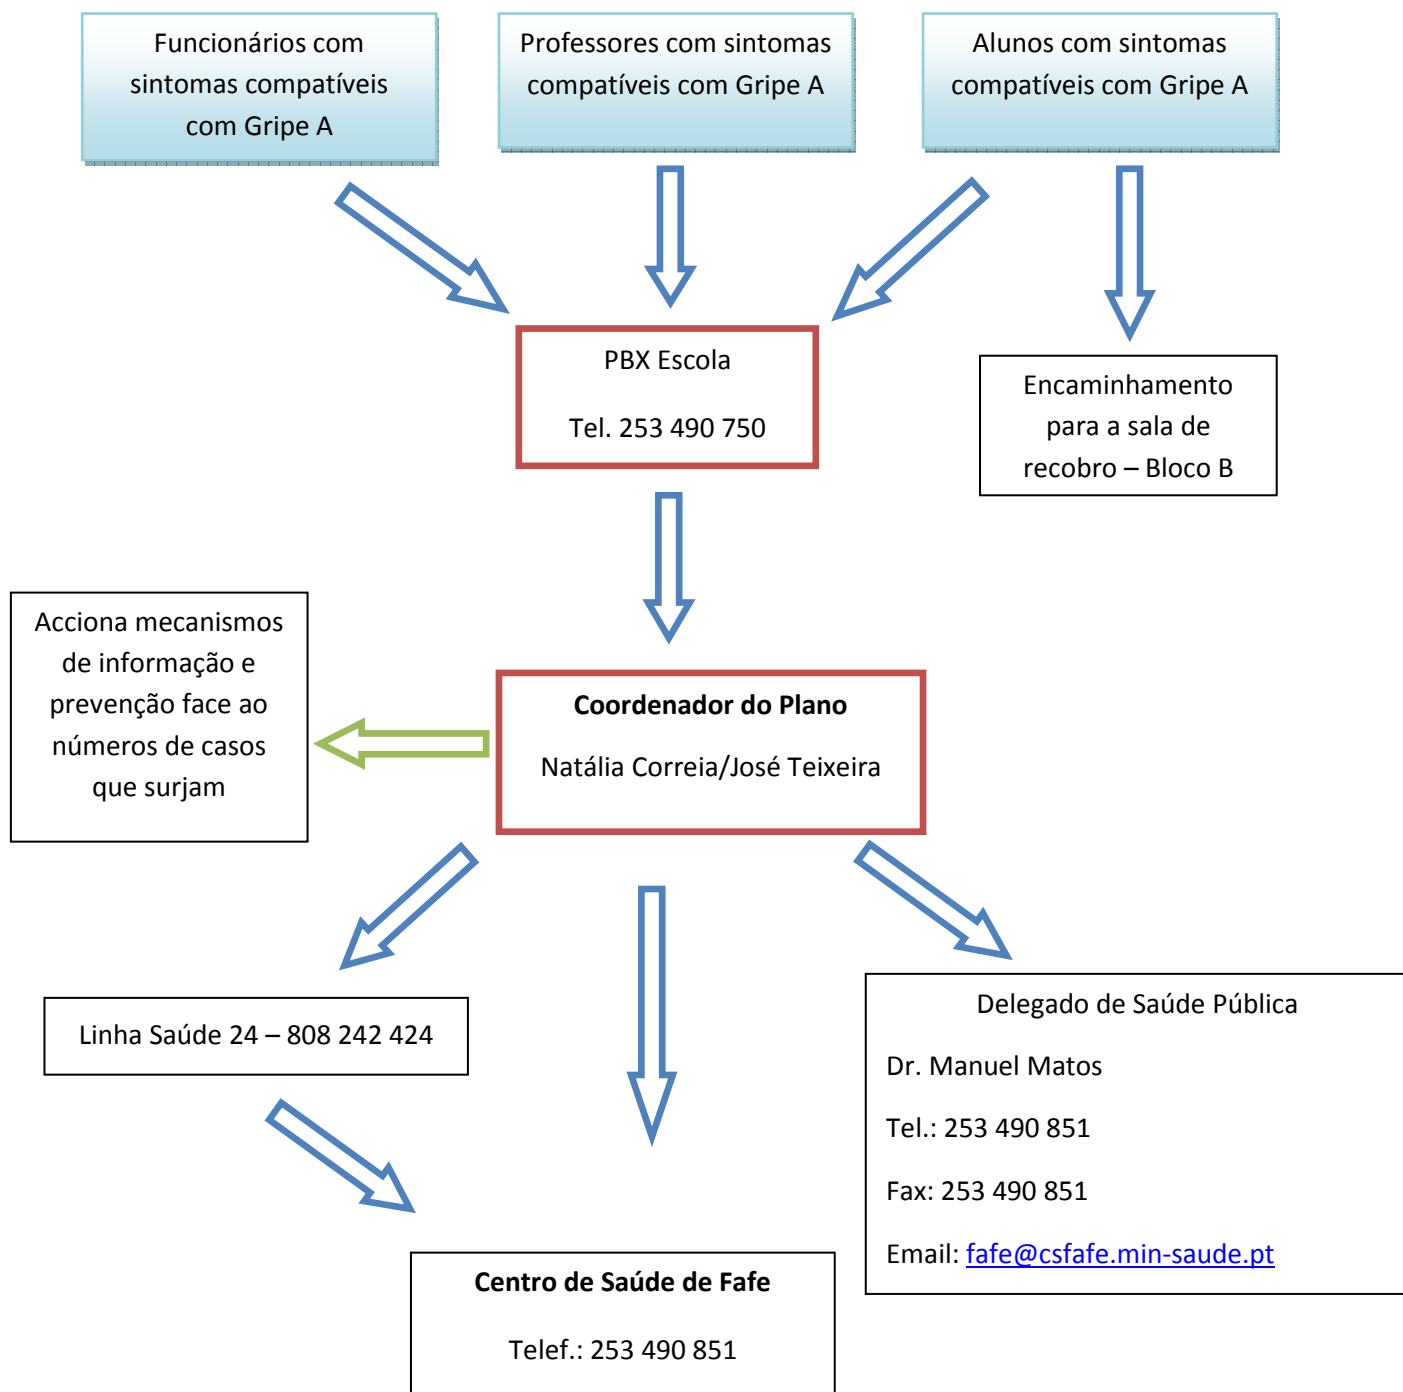 Funcionários com
sintomas compatíveis
com Gripe A
Professores com sintomas
compatíveis com Gripe A
Alunos com sintomas
compatíveis com Gripe A
PBX Escola
Tel. 253 490 750
Encaminhamento
para a sala de
recobro – Bloco B
Acciona mecanismos
de informação e
prevenção face ao
números de casos
que surjam
Coordenador do Plano
Natália Correia/José Teixeira
Linha Saúde 24 – 808 242 424
Delegado de Saúde Pública
Dr. Manuel Matos
Tel.: 253 490 851
Fax: 253 490 851
Email: fafe@csfafe.min-saude.pt
Centro de Saúde de Fafe
Telef.: 253 490 851